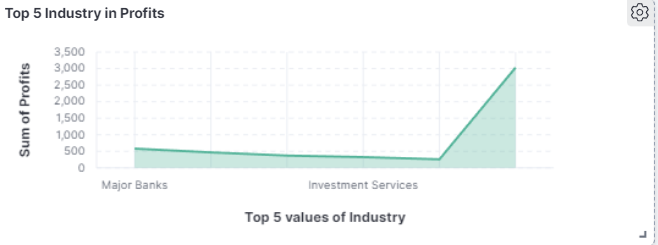 Top 5 Industry in Profits
Sum of Profits
3,500
3,000
2,500
2,000
1,500
1,000
500
0
Major Banks
Investment Services
Top 5 values of Industry